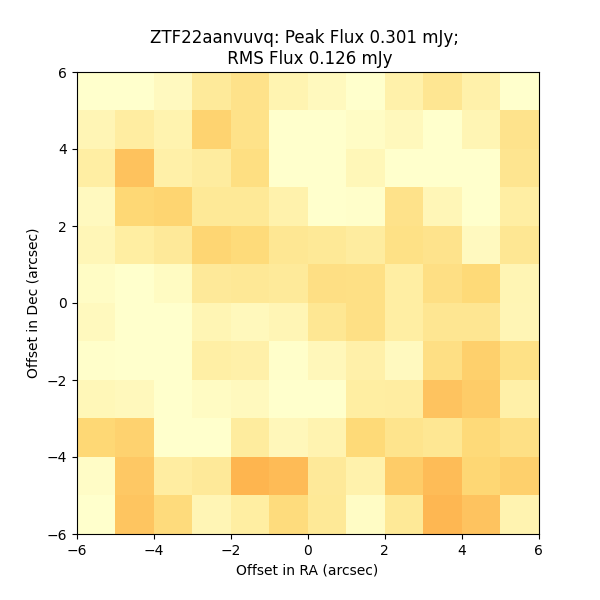 ZTF22aanvuvq: Peak Flux 0.301 mJy;
RMS Flux 0.126 mJy
6
4
2
0
−2
−4
−6
Offset in Dec (arcsec)
−6 −4 −2 0 2 4 6
Offset in RA (arcsec)